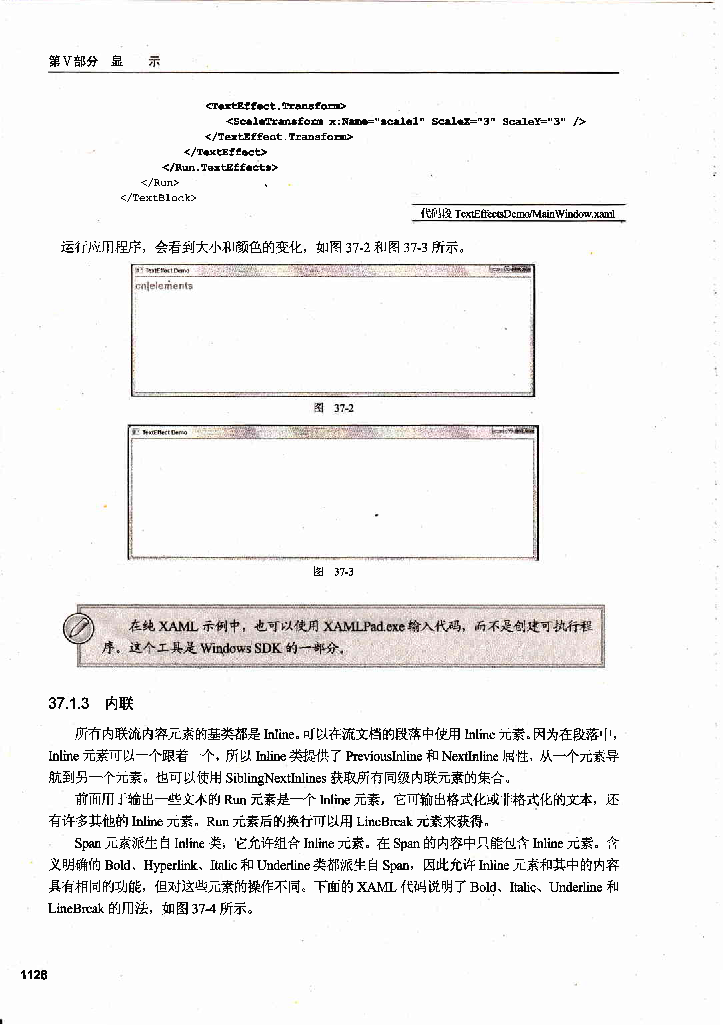 第Ⅴ部分 显 示
<TextEffect.Transform>
<ScaleTransform x:Name="scale1" ScaleX="3" ScaleY="3" />
</TextEffect.Transform>
</TextEffect>
</Run.TextEffects>
</Run>
</TextBlock>
代码段 TextEffectsDemo/MainWindow.xaml
运行应用程序，会看到大小和颜色的变化，如图 37-2 和图 37-3 所示。
TextEffect Demo
cn|elements
图 37-2
TextEffect Demo
图 37-3
在纯 XAML 示例中，也可以使用 XAMLPad.exe 输入代码，而不是创建可执行程
序。这个工具是 Windows SDK 的一部分。
37.1.3 内联
所有内联流内容元素的基类都是 Inline。可以在流文档的段落中使用 Inline 元素。因为在段落中，
Inline 元素可以一个跟着一个，所以 Inline 类提供了 PreviousInline 和 NextInline 属性，从一个元素导
航到另一个元素。也可以使用 SiblingNextInlines 获取所有同级内联元素的集合。
前面用于输出一些文本的 Run 元素是一个 Inline 元素，它可输出格式化或非格式化的文本，还
有许多其他的 Inline 元素。Run 元素后的换行可以用 LineBreak 元素来获得。
Span 元素派生自 Inline 类，它允许组合 Inline 元素。在 Span 的内容中只能包含 Inline 元素。含
义明确的 Bold、Hyperlink、Italic 和 Underline 类都派生自 Span，因此允许 Inline 元素和其中的内容
具有相同的功能，但对这些元素的操作不同。下面的 XAML 代码说明了 Bold、Italic、Underline 和
LineBreak 的用法，如图 37-4 所示。
1126